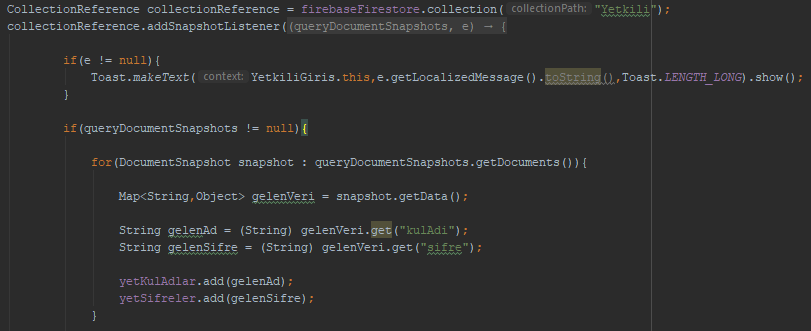 CollectionReference collectionReference = firebaseFirestore.collection( collectionPath: "Yetkili");
collectionReference.addSnapshotListener((queryDocumentSnapshots, e) → {
if(e != null){
Toast.makeText( context: YetkiliGiris.this,e.getLocalizedMessage().toString(),Toast.LENGTH_LONG).show();
}
if(queryDocumentSnapshots != null){
for(DocumentSnapshot snapshot : queryDocumentSnapshots.getDocuments()){
Map<String,Object> gelenVeri = snapshot.getData();
String gelenAd = (String) gelenVeri.get("kulAdi");
String gelenSifre = (String) gelenVeri.get("sifre");
yetKulAdlar.add(gelenAd);
yetSifreler.add(gelenSifre);
}